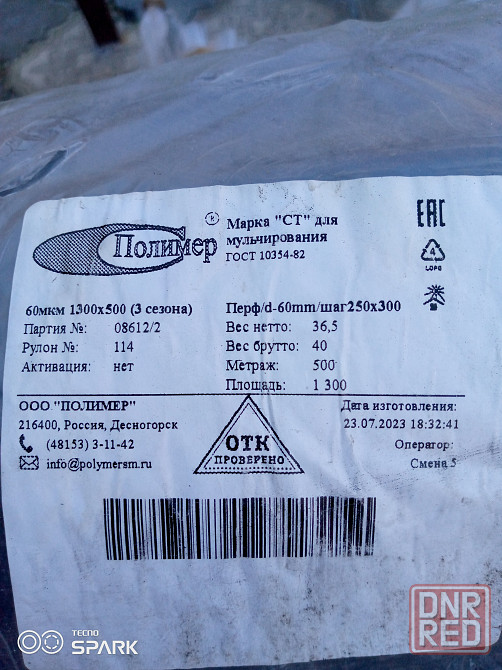 Полимер
Марка "СТ" для
мульчирования
ГОСТ 10354-82
EAC
LDPE
60мкм 1300х500 (3 сезона)
Партия №: 08612/2
Рулон №: 114
Активация: нет
Перф/d-60mm/шаг250х300
Вес нетто: 36,5
Вес брутто: 40
Метраж: 500
Площадь: 1 300
ООО "ПОЛИМЕР"
216400, Россия, Десногорск
(48153) 3-11-42
info@polymersm.ru
ОТК
ПРОВЕРЕНО
Дата изготовления:
23.07.2023 18:32:41
Оператор:
Смена 5
TECNO
SPARK
DNR
RED